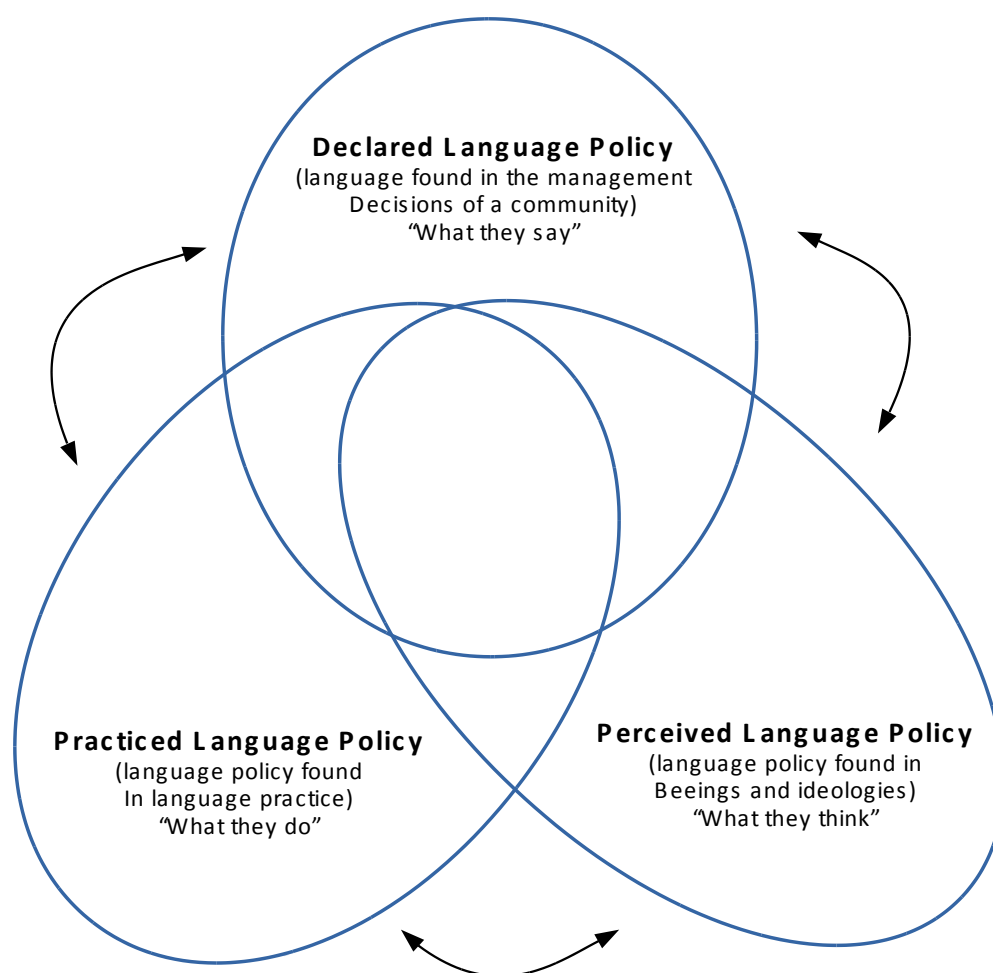 Declared Language Policy
(language found in the management
Decisions of a community)
“What they say”
Practiced Language Policy
(language policy found
In language practice)
“What they do”
Perceived Language Policy
(language policy found in
Beeings and ideologies)
“What they think”